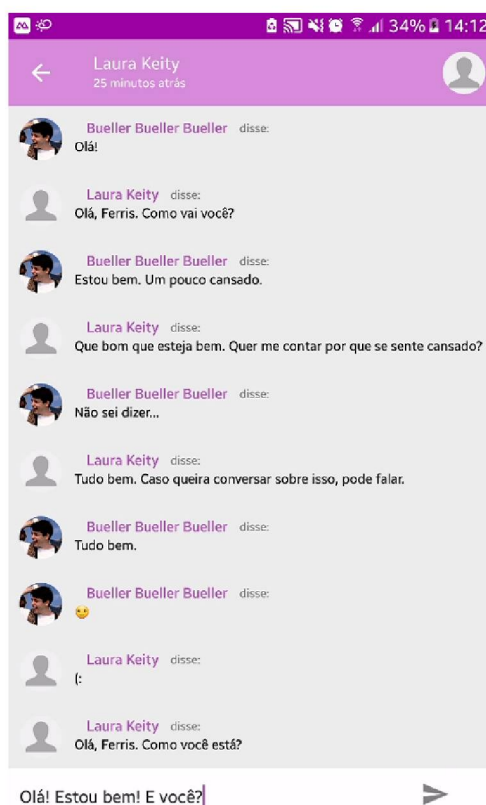 34% 14:12
Laura Keity
25 minutos atrás
Bueller Bueller Bueller disse:
Olá!
Laura Keity disse:
Olá, Ferris. Como vai você?
Bueller Bueller Bueller disse:
Estou bem. Um pouco cansado.
Laura Keity disse:
Que bom que esteja bem. Quer me contar por que se sente cansado?
Bueller Bueller Bueller disse:
Não sei dizer...
Laura Keity disse:
Tudo bem. Caso queira conversar sobre isso, pode falar.
Bueller Bueller Bueller disse:
Tudo bem.
Bueller Bueller Bueller disse:
Laura Keity disse:
(:
Laura Keity disse:
Olá, Ferris. Como você está?
Olá! Estou bem! E você?